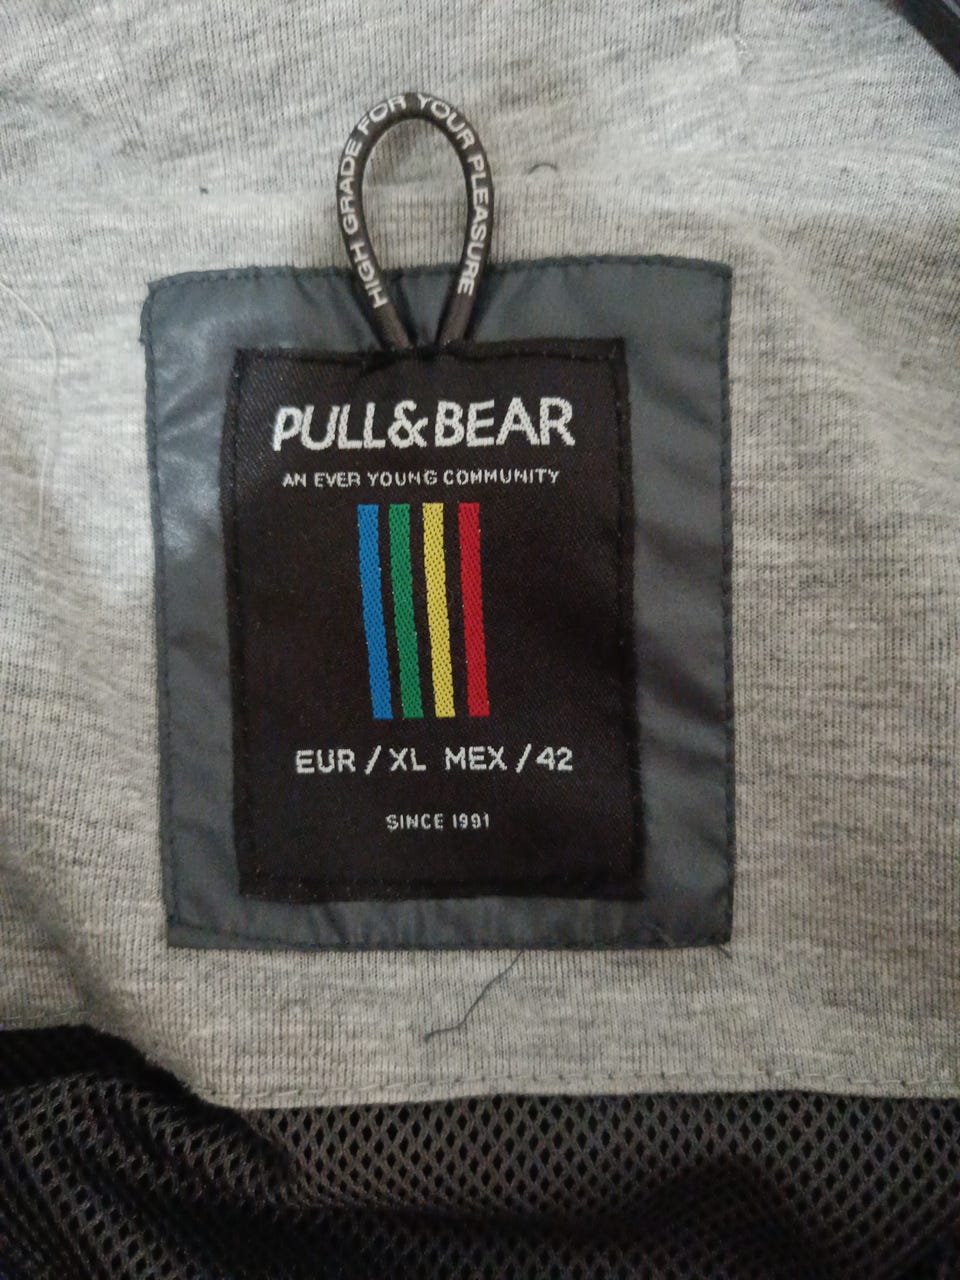 HIGH GRADE FOR YOUR PLEASURE
PULL&BEAR
AN EVER YOUNG COMMUNITY
EUR / XL MEX / 42
SINCE 1991